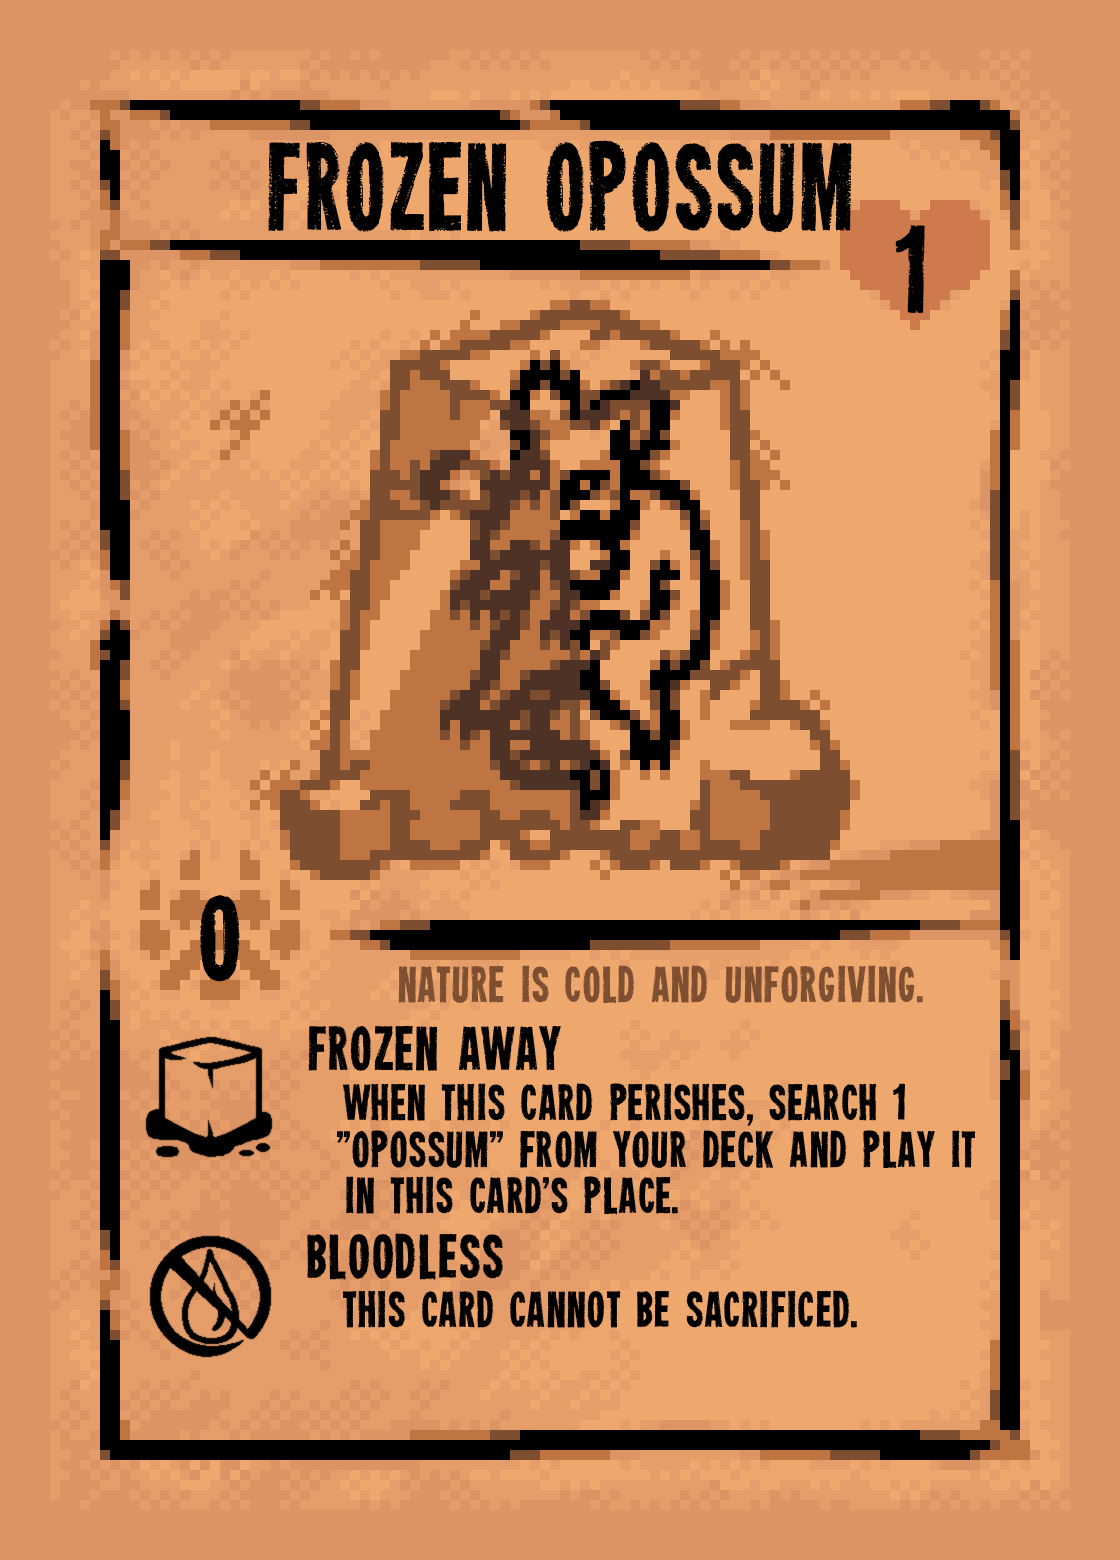 FROZEN OPOSSUM
1
0
NATURE IS COLD AND UNFORGIVING.
FROZEN AWAY
WHEN THIS CARD PERISHES, SEARCH 1
"OPOSSUM" FROM YOUR DECK AND PLAY IT
IN THIS CARD'S PLACE.
BLOODLESS
THIS CARD CANNOT BE SACRIFICED.